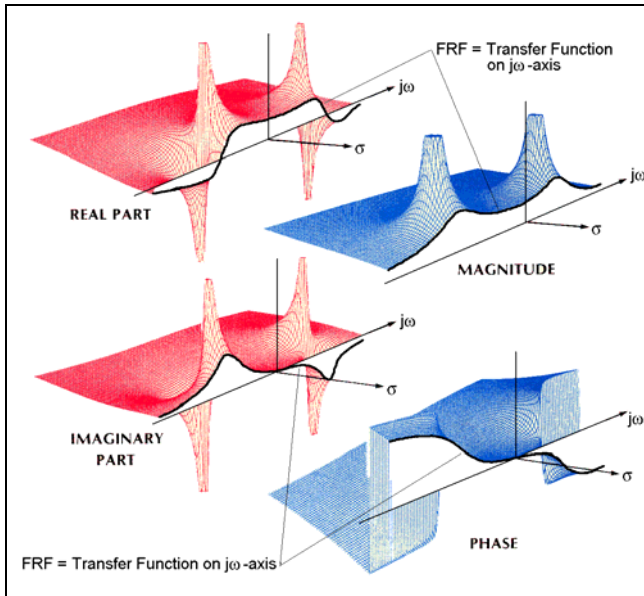 FRF = Transfer Function
on jω-axis
jω
σ
REAL PART
jω
σ
MAGNITUDE
jω
σ
IMAGINARY
PART
jω
σ
PHASE
FRF = Transfer Function on jω-axis